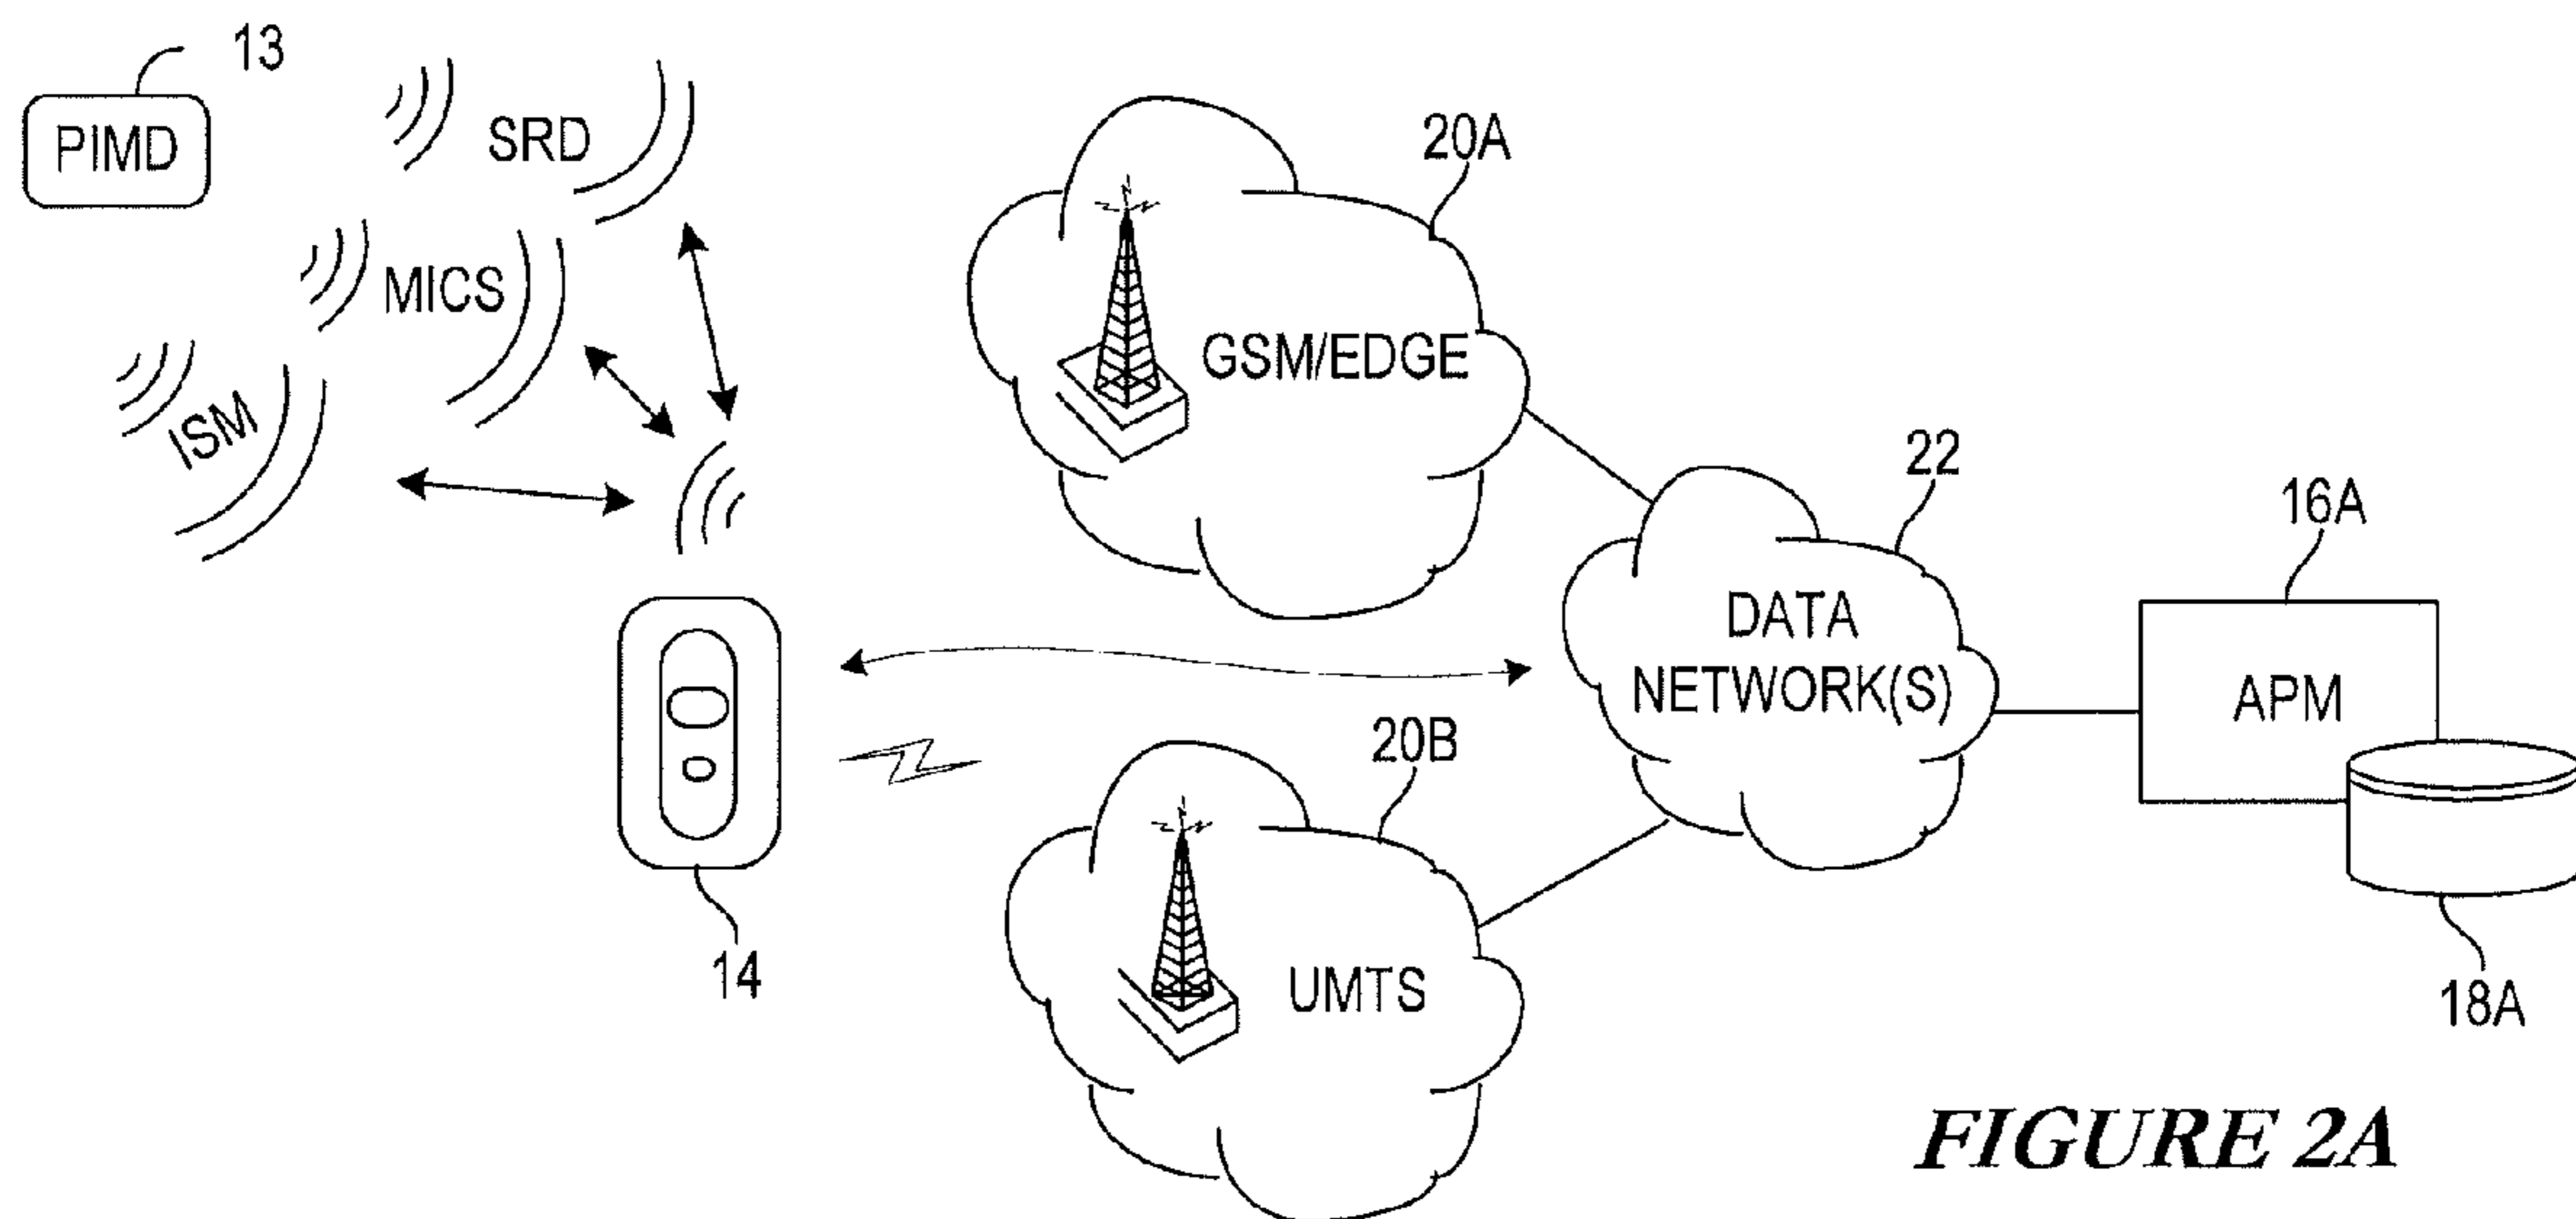 13
PIMD
SRD
MICS
ISM
20A
GSM/EDGE
22
DATA
NETWORK(S)
16A
APM
20B
UMTS
14
18A
FIGURE 2A